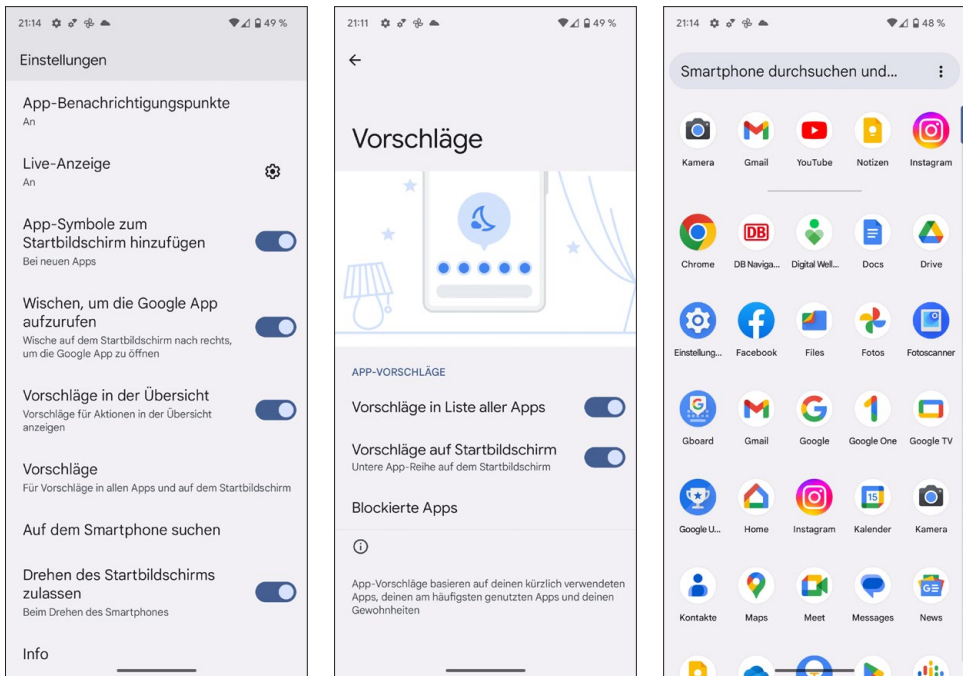 21:14
49 %
Einstellungen
App-Benachrichtigungspunkte
An
Live-Anzeige
An
App-Symbole zum
Startbildschirm hinzufügen
Bei neuen Apps
Wischen, um die Google App
aufzurufen
Wische auf dem Startbildschirm nach rechts,
um die Google App zu öffnen
Vorschläge in der Übersicht
Vorschläge für Aktionen in der Übersicht
anzeigen
Vorschläge
Für Vorschläge in allen Apps und auf dem Startbildschirm
Auf dem Smartphone suchen
Drehen des Startbildschirms
zulassen
Beim Drehen des Smartphones
Info
21:11
49 %
Vorschläge
APP-VORSCHLÄGE
Vorschläge in Liste aller Apps
Vorschläge auf Startbildschirm
Untere App-Reihe auf dem Startbildschirm
Blockierte Apps
App-Vorschläge basieren auf deinen kürzlich verwendeten
Apps, deinen am häufigsten genutzten Apps und deinen
Gewohnheiten
21:14
48 %
Smartphone durchsuchen und...
Kamera Gmail YouTube Notizen Instagram
DB
Chrome DB Naviga... Digital Well... Docs Drive
Einstellung... Facebook Files Fotos Fotoscanner
Gboard Gmail Google Google One Google TV
15
Google U... Home Instagram Kalender Kamera
Kontakte Maps Meet Messages News